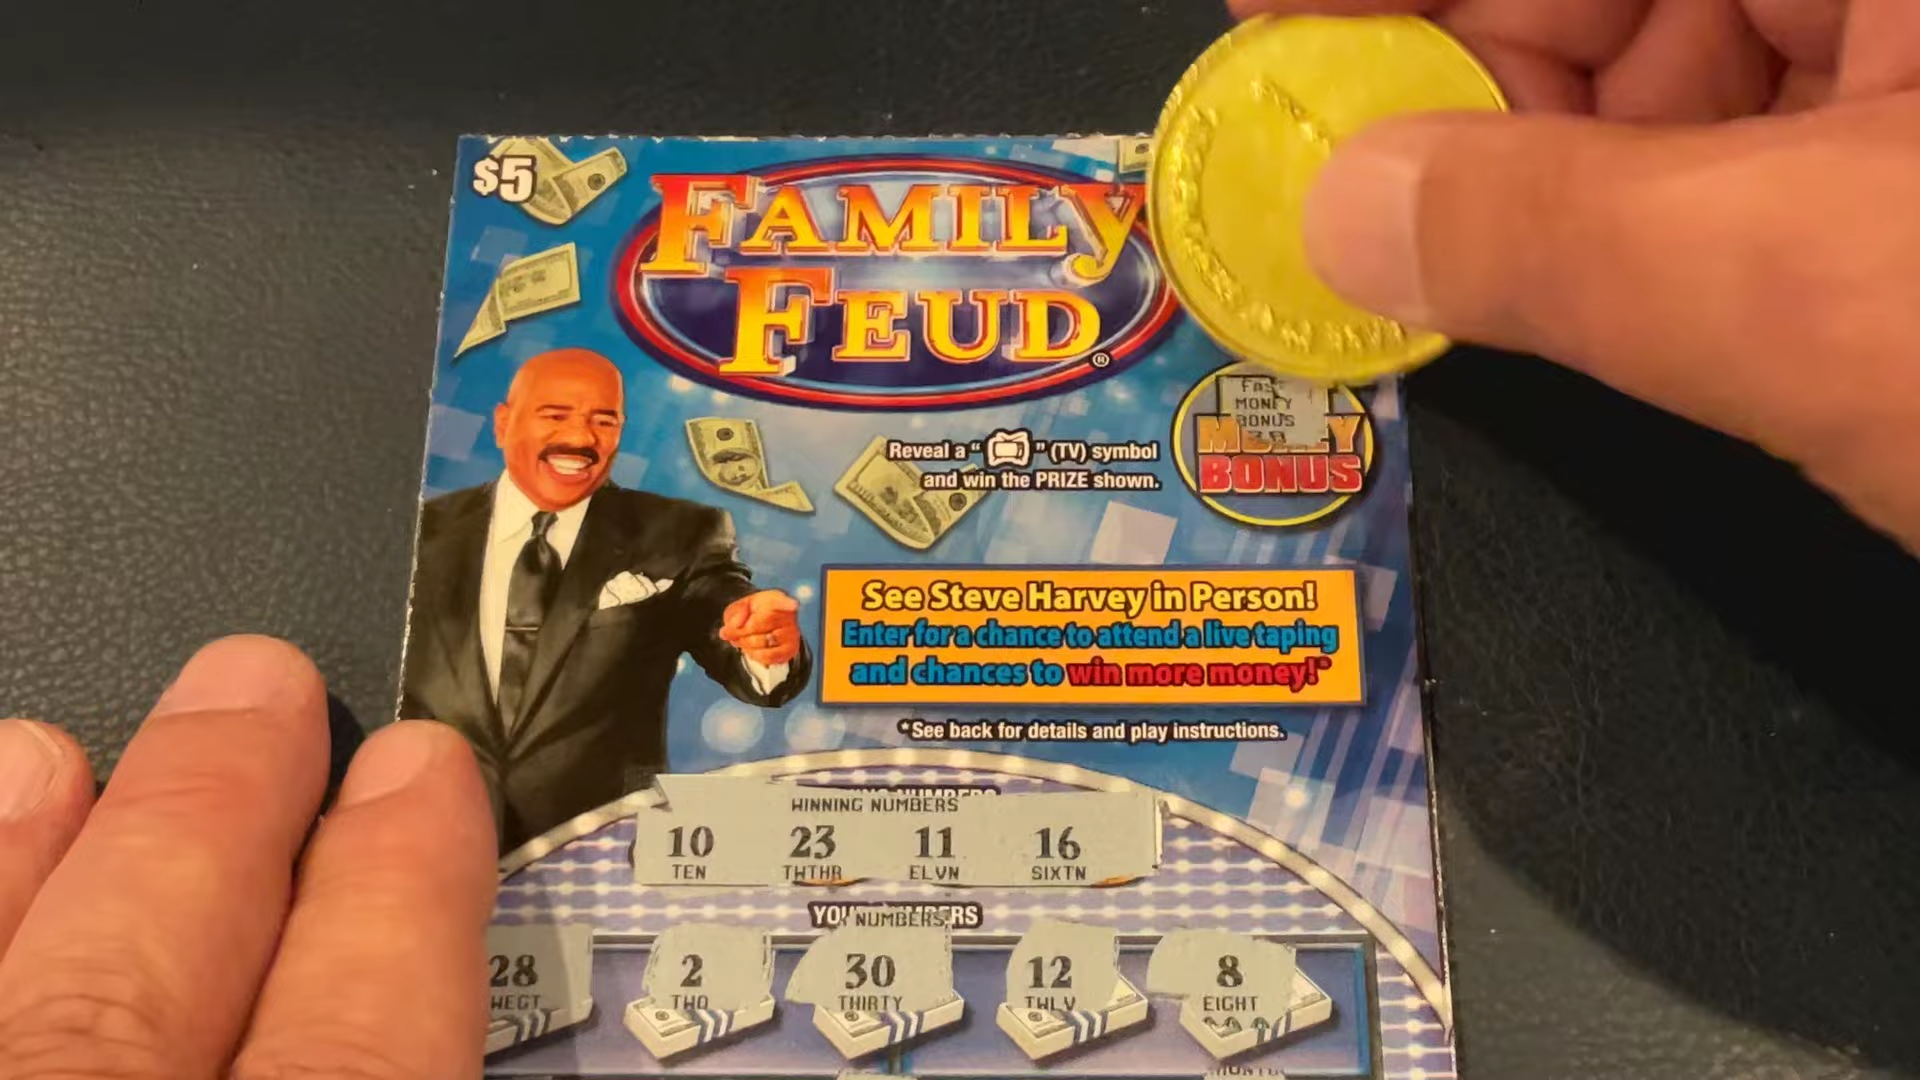 $5
FAMILY
FEUD®
FAST
MONEY
BONUS
BONUS
Reveal a "(TV)" (TV) symbol
and win the PRIZE shown.
See Steve Harvey in Person!
Enter for a chance to attend a live taping
and chances to win more money!*
*See back for details and play instructions.
WINNING NUMBERS
10 23 11 16
TEN THTHR ELVN SIXTN
NUMBERS
28 2 30 12 8
WEGT TWO THIRTY TWLV EIGHT